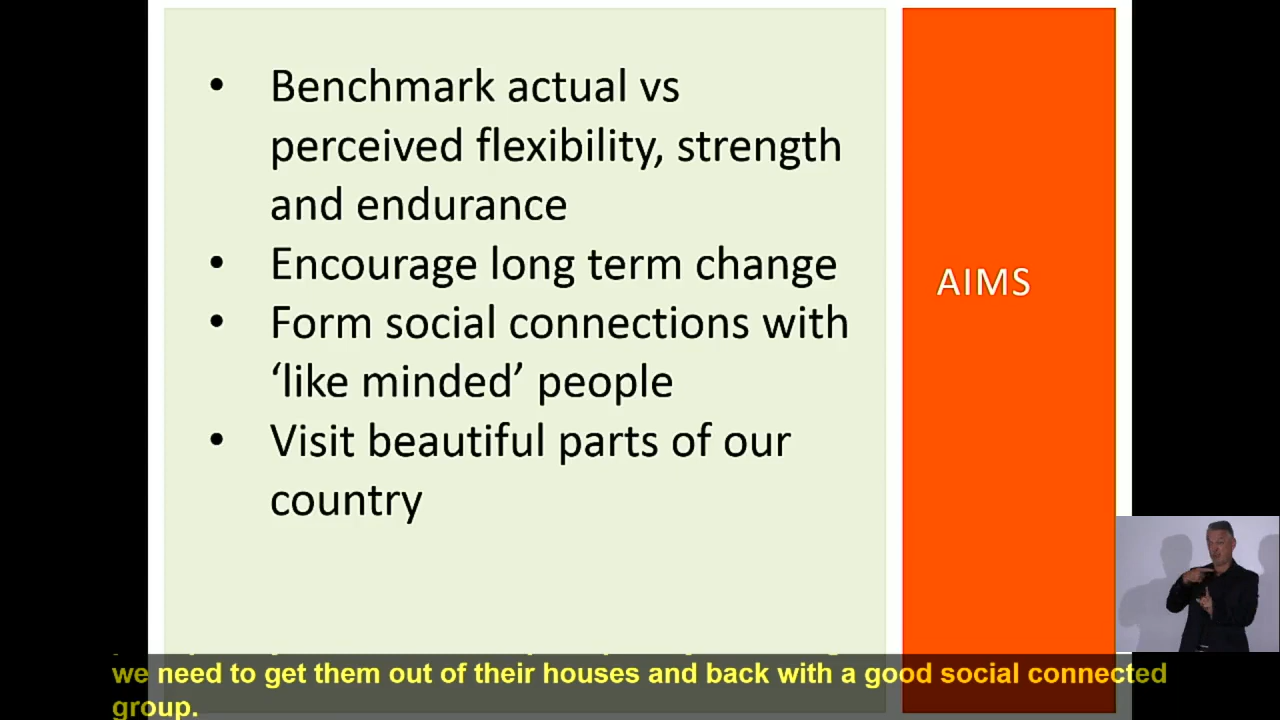 • Benchmark actual vs
perceived flexibility, strength
and endurance
• Encourage long term change
• Form social connections with
‘like minded’ people
• Visit beautiful parts of our
country
AIMS
we need to get them out of their houses and back with a good social connected
group.